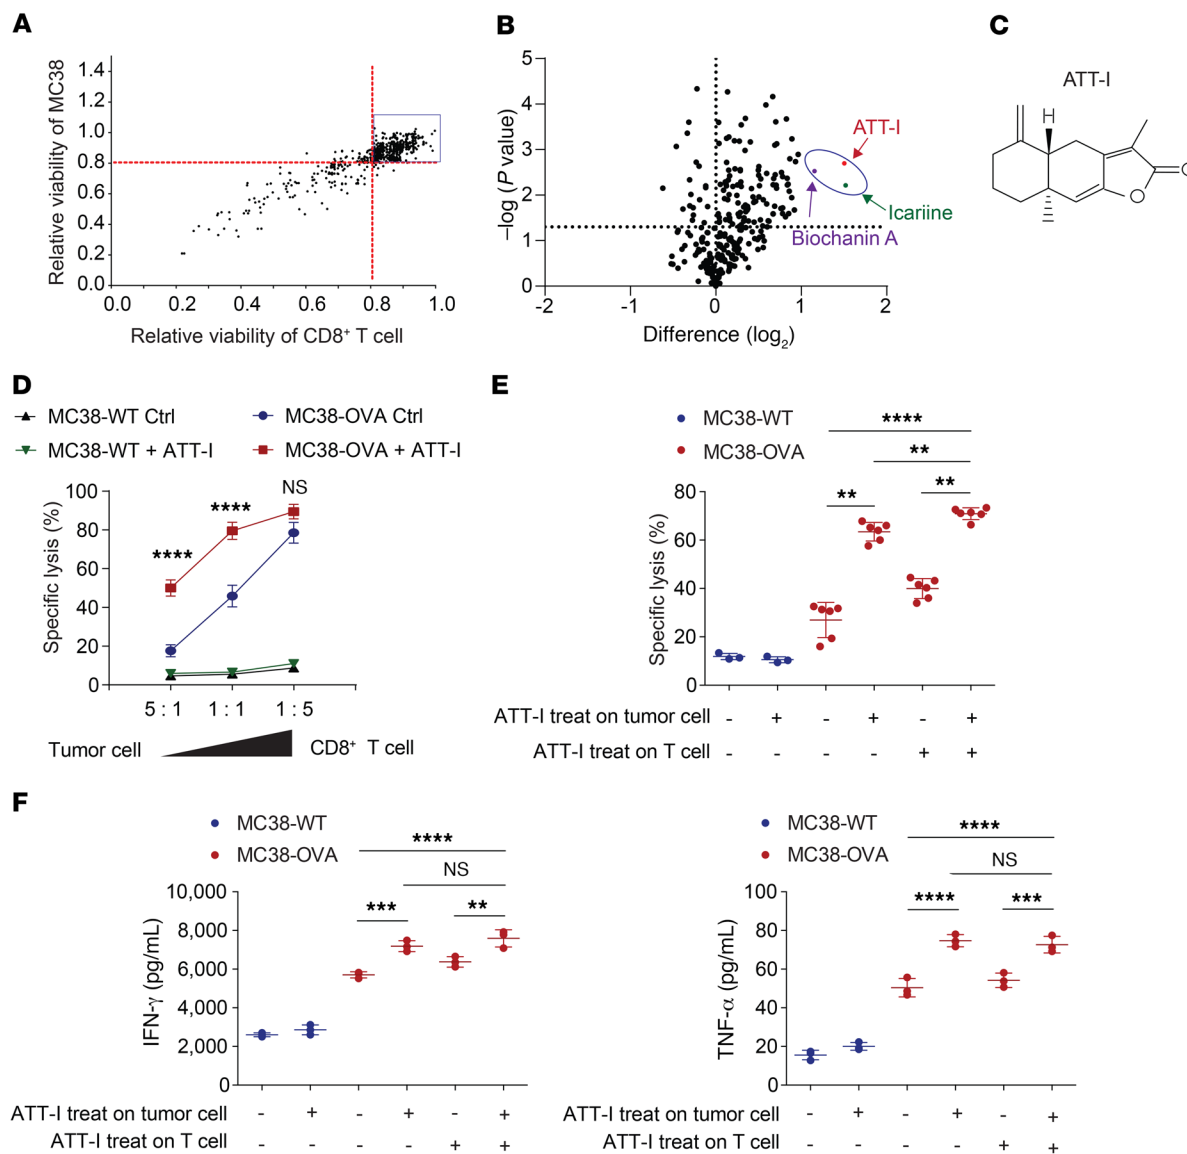 A
Relative viability of MC38
1.4
1.2
1.0
0.8
0.6
0.4
0.2
0.0
0.0 0.2 0.4 0.6 0.8 1.0
Relative viability of CD8+ T cell
B
–log (P value)
5
4
3
2
1
0
-2 -1 0 1 2
Difference (log2)
ATT-I
Icariine
Biochanin A
C
ATT-I
H
O
O
D
MC38-WT Ctrl
MC38-OVA Ctrl
MC38-WT + ATT-I
MC38-OVA + ATT-I
Specific lysis (%)
100
80
60
40
20
0
****
****
NS
5 : 1 1 : 1 1 : 5
Tumor cell
CD8+ T cell
E
MC38-WT
MC38-OVA
****
**
**
**
Specific lysis (%)
80
60
40
20
0
ATT-I treat on tumor cell - + - + - +
ATT-I treat on T cell - - - - + +
F
MC38-WT
MC38-OVA
****
NS
***
**
IFN-γ (pg/mL)
10,000
8,000
6,000
4,000
2,000
0
ATT-I treat on tumor cell - + - + - +
ATT-I treat on T cell - - - - + +
MC38-WT
MC38-OVA
****
NS
****
***
TNF-α (pg/mL)
100
80
60
40
20
0
ATT-I treat on tumor cell - + - + - +
ATT-I treat on T cell - - - - + +